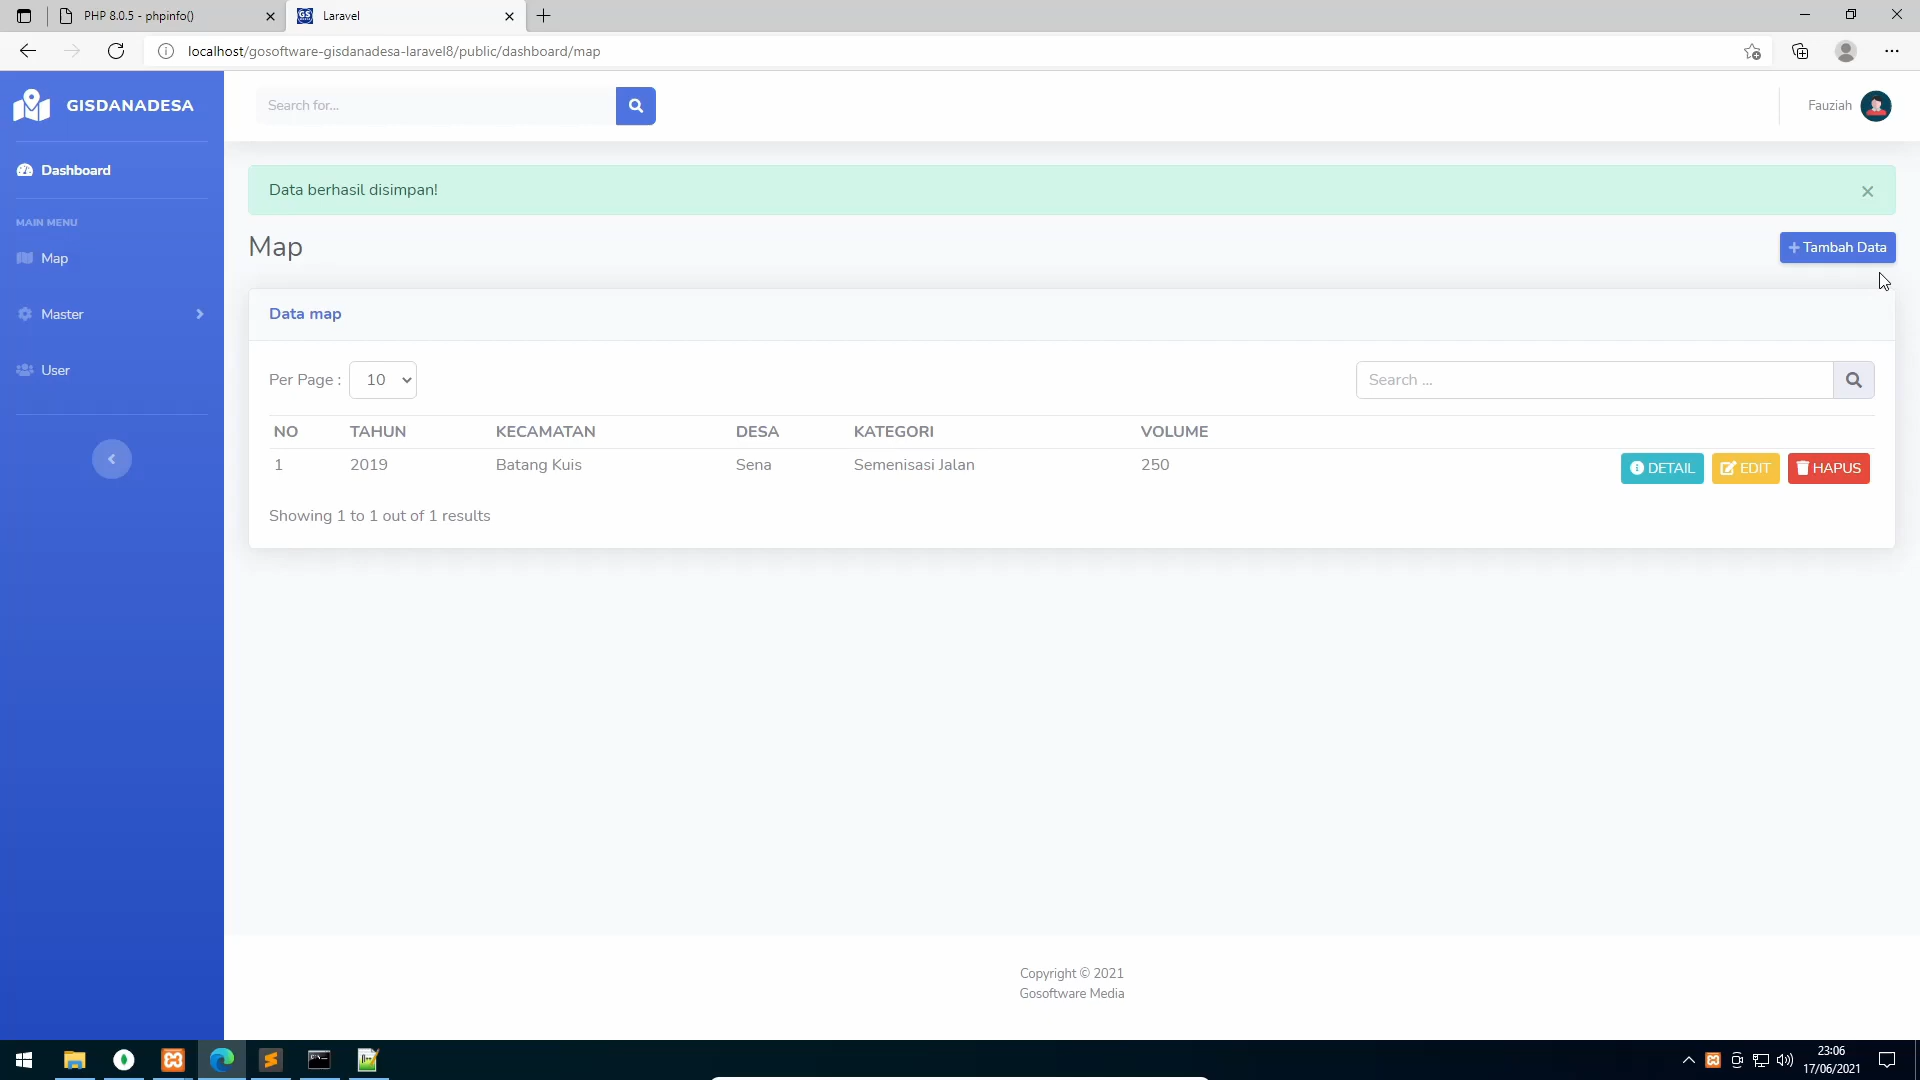 PHP 8.0.5 - phpinfo()
Laravel
localhost/gosoftware-gisdanadesa-laravel8/public/dashboard/map
GISDANADESA
Search for...
Fauziah
Dashboard
MAIN MENU
Map
Master
User
Data berhasil disimpan!
Map
Tambah Data
Data map
Per Page : 10
Search ...
NO TAHUN KECAMATAN DESA KATEGORI VOLUME
1 2019 Batang Kuis Sena Semenisasi Jalan 250 DETAIL EDIT HAPUS
Showing 1 to 1 out of 1 results
Copyright © 2021
Gosoftware Media
23:06
17/06/2021